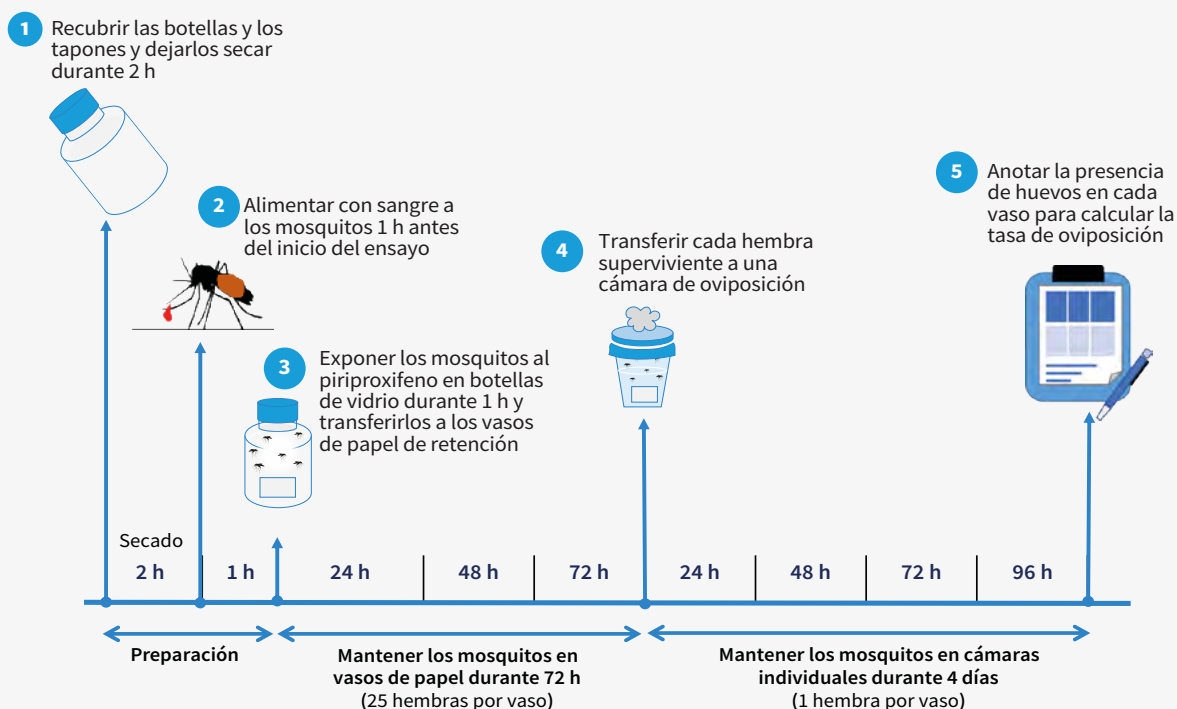 1
Recubrir las botellas y los
tapones y dejarlos secar
durante 2 h
2
Alimentar con sangre a
los mosquitos 1 h antes
del inicio del ensayo
3
Exponer los mosquitos al
piriproxifeno en botellas
de vidrio durante 1 h y
transferirlos a los vasos
de papel de retención
4
Transferir cada hembra
superviviente a una
cámara de oviposición
5
Anotar la presencia
de huevos en cada
vaso para calcular la
tasa de oviposición
Secado
2 h 1 h 24 h 48 h 72 h 24 h 48 h 72 h 96 h
Preparación
Mantener los mosquitos en
vasos de papel durante 72 h
(25 hembras por vaso)
Mantener los mosquitos en cámaras
individuales durante 4 días
(1 hembra por vaso)